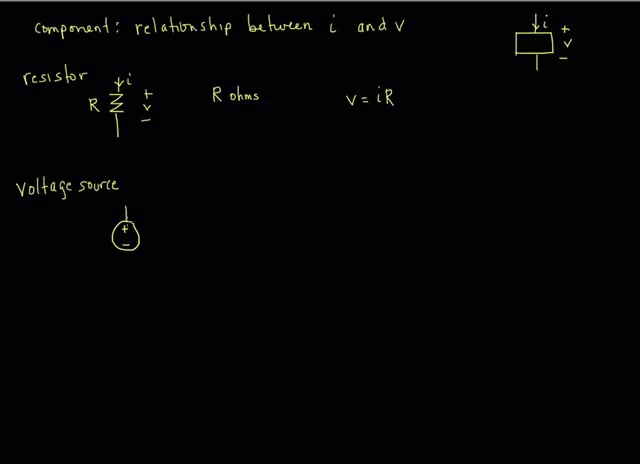 component: relationship between i and v
i
+
v
-
resistor
i
R
+
v
-
R ohms
v = iR
Voltage source
+
-